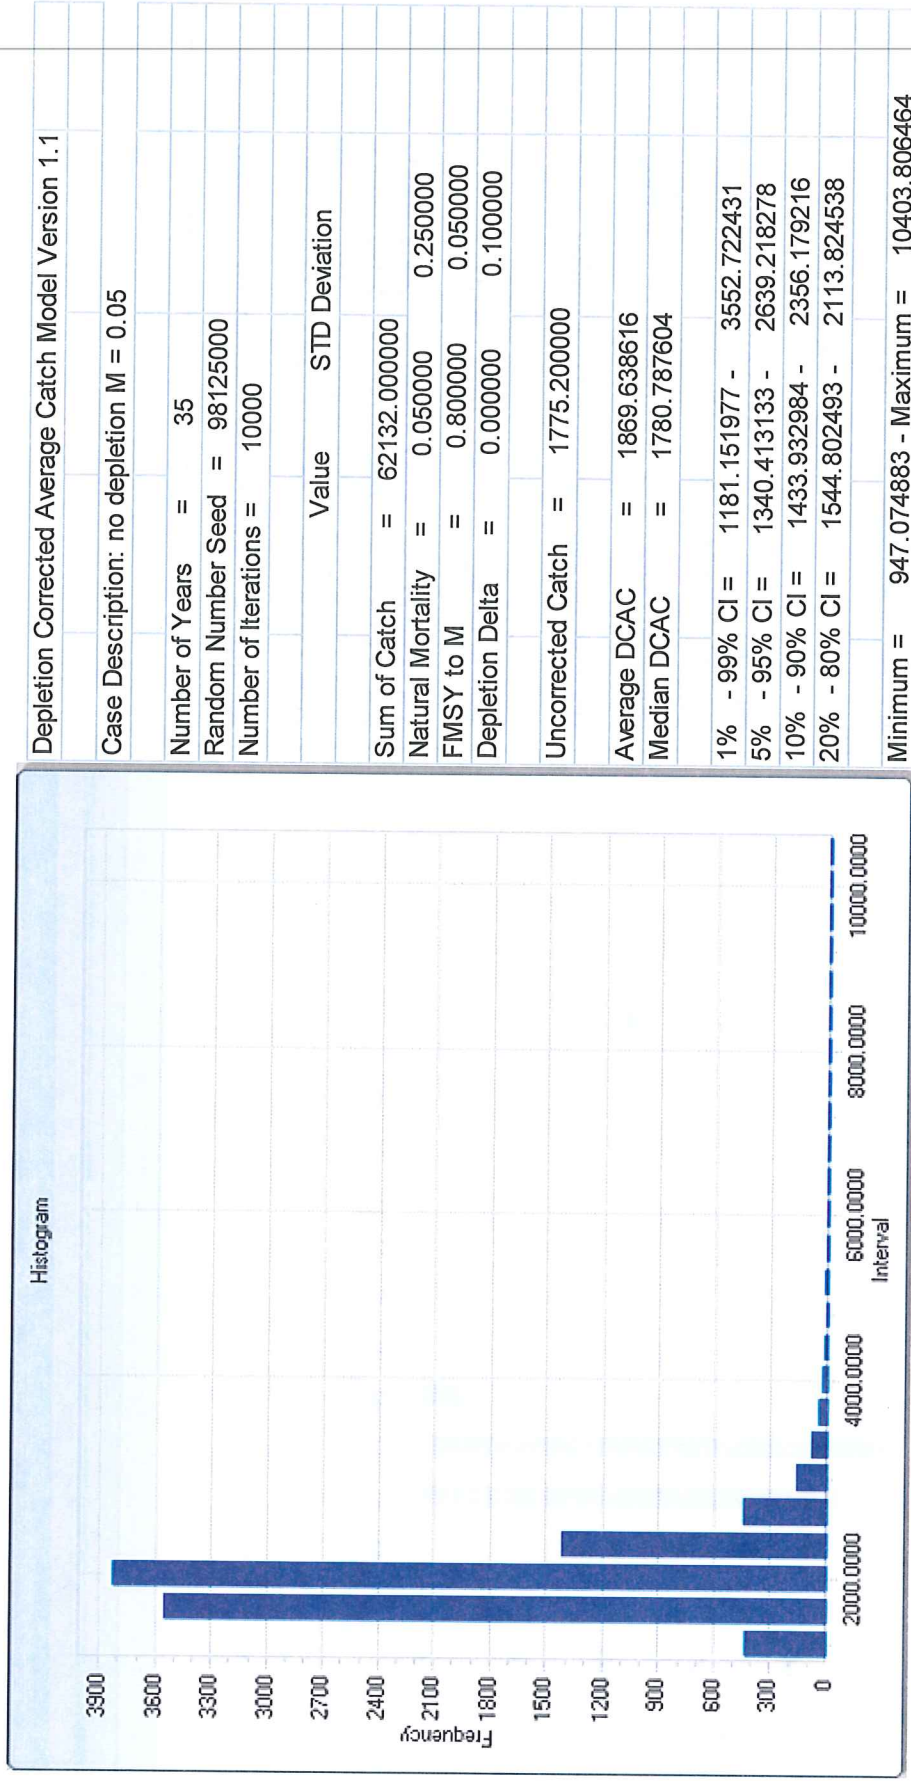 Histogram
Frequency
3900
3600
3300
3000
2700
2400
2100
1800
1500
1200
900
600
300
0
2000.0000
4000.0000
6000.0000
8000.0000
10000.0000
Interval
Depletion Corrected Average Catch Model Version 1.1
Case Description: no depletion M = 0.05
Number of Years = 35
Random Number Seed = 98125000
Number of Iterations = 10000
Value STD Deviation
Sum of Catch = 62132.000000
Natural Mortality = 0.050000 0.250000
FMSY to M = 0.800000 0.050000
Depletion Delta = 0.000000 0.100000
Uncorrected Catch = 1775.200000
Average DCAC = 1869.638616
Median DCAC = 1780.787604
1% - 99% CI = 1181.151977 - 3552.722431
5% - 95% CI = 1340.413133 - 2639.218278
10% - 90% CI = 1433.932984 - 2356.179216
20% - 80% CI = 1544.802493 - 2113.824538
Minimum = 947.074883 - Maximum = 10403.806464